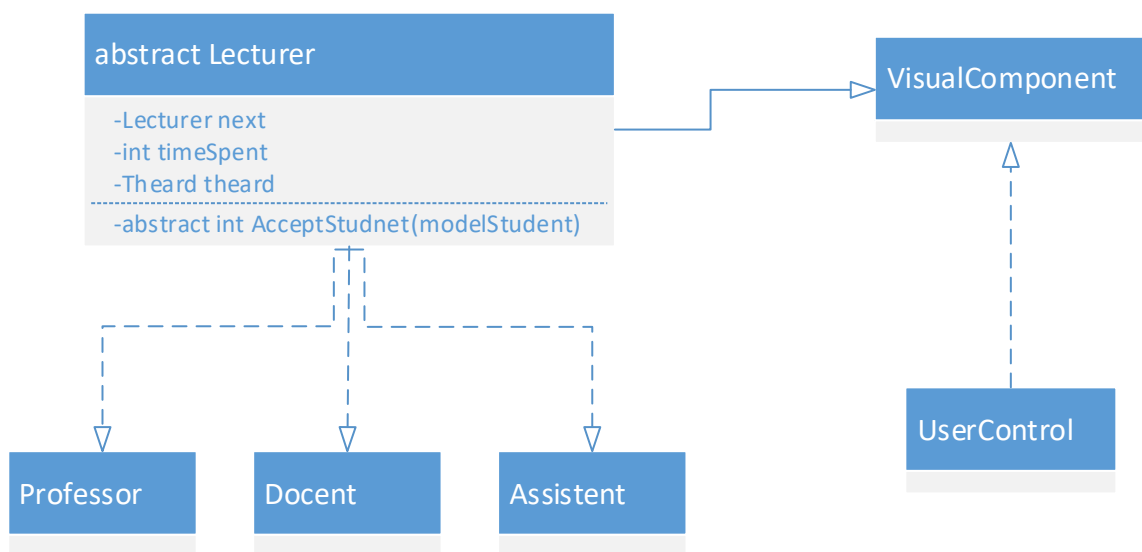 abstract Lecturer
-Lecturer next
-int timeSpent
-Theard theard
-abstract int AcceptStudnet(modelStudent)
VisualComponent
UserControl
Professor
Docent
Assistent